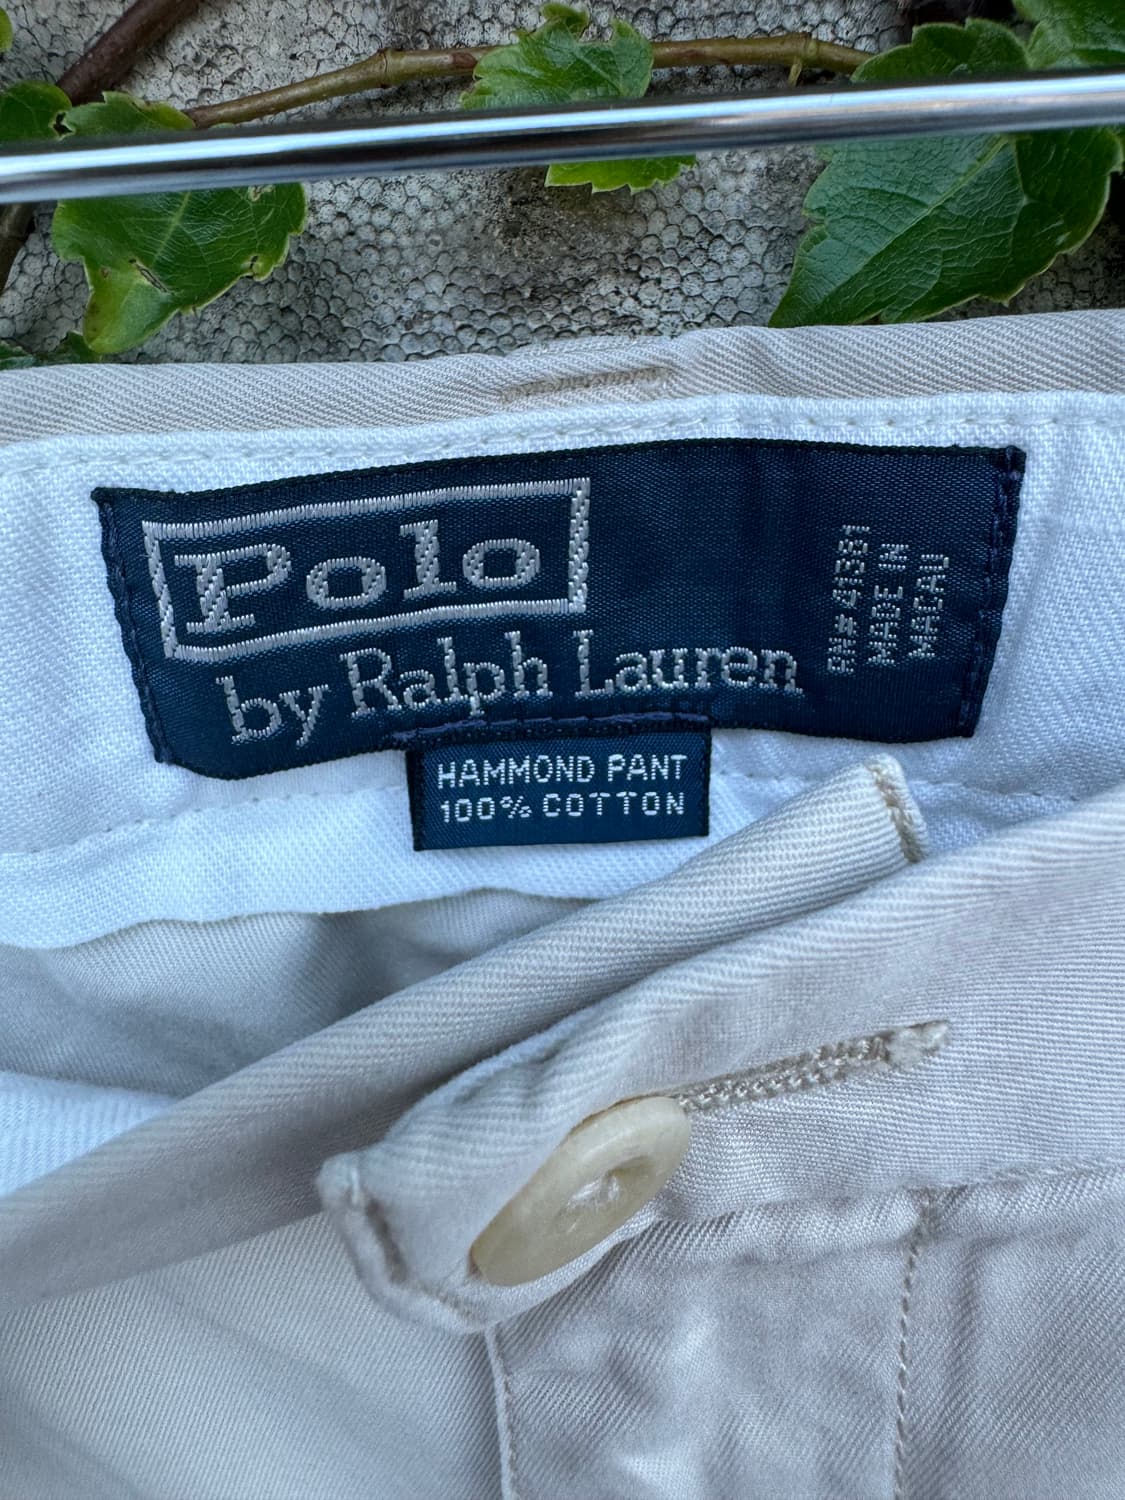 Polo
by Ralph Lauren
RN# 41381
MADE IN
MACAU
HAMMOND PANT
100% COTTON